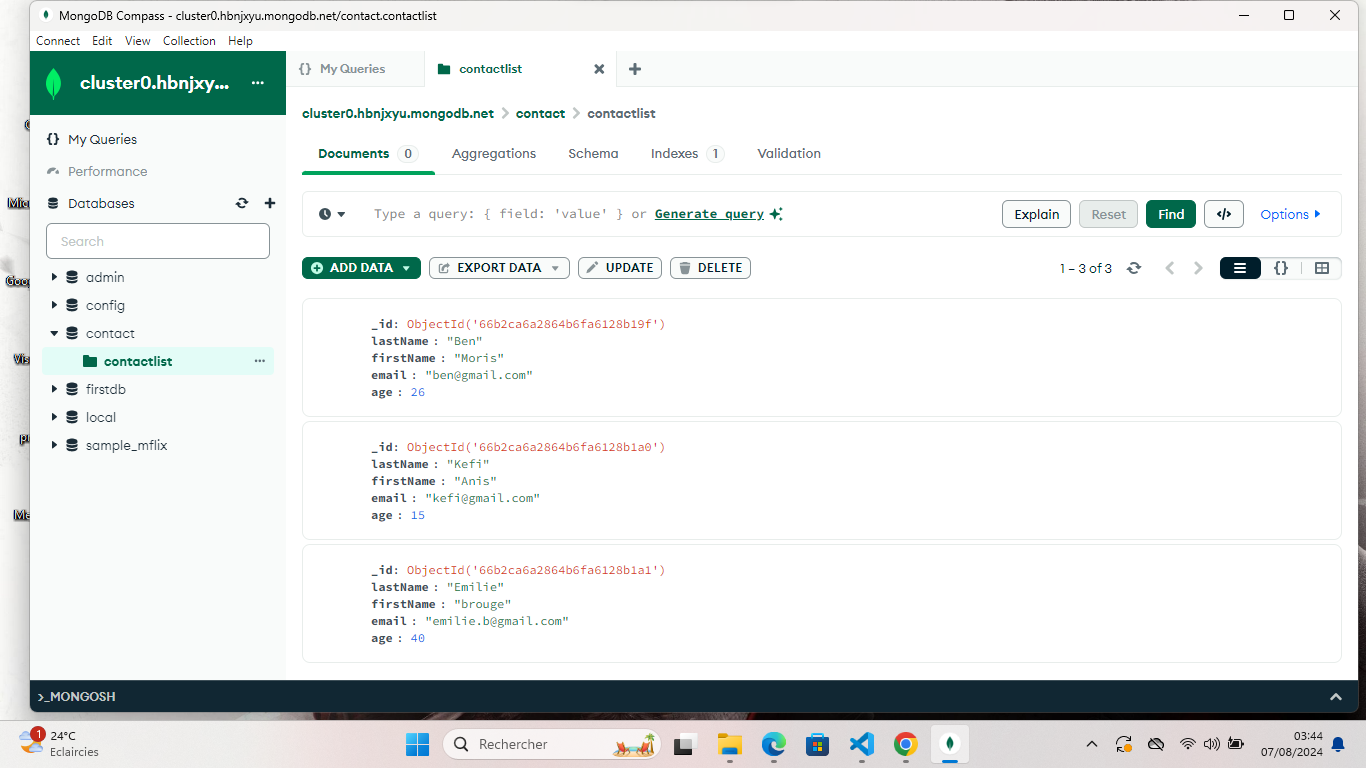 MongoDB Compass - cluster0.hbnjxyu.mongodb.net/contact.contactlist
Connect Edit View Collection Help
cluster0.hbnjxy... ...
{} My Queries
Performance
Databases
Search
admin
config
contact
contactlist ...
firstdb
local
sample_mflix
{} My Queries
contactlist
cluster0.hbnjxyu.mongodb.net > contact > contactlist
Documents 0 Aggregations Schema Indexes 1 Validation
Type a query: { field: 'value' } or Generate query
Explain Reset Find </> Options
ADD DATA EXPORT DATA UPDATE DELETE
1 – 3 of 3 {}
_id: ObjectId('66b2ca6a2864b6fa6128b19f')
lastName : "Ben"
firstName : "Moris"
email : "ben@gmail.com"
age : 26
_id: ObjectId('66b2ca6a2864b6fa6128b1a0')
lastName : "Kefi"
firstName : "Anis"
email : "kefi@gmail.com"
age : 15
_id: ObjectId('66b2ca6a2864b6fa6128b1a1')
lastName : "Emilie"
firstName : "brouge"
email : "emilie.b@gmail.com"
age : 40
>_MONGOSH
1
24°C
Eclaircies
Rechercher
03:44
07/08/2024